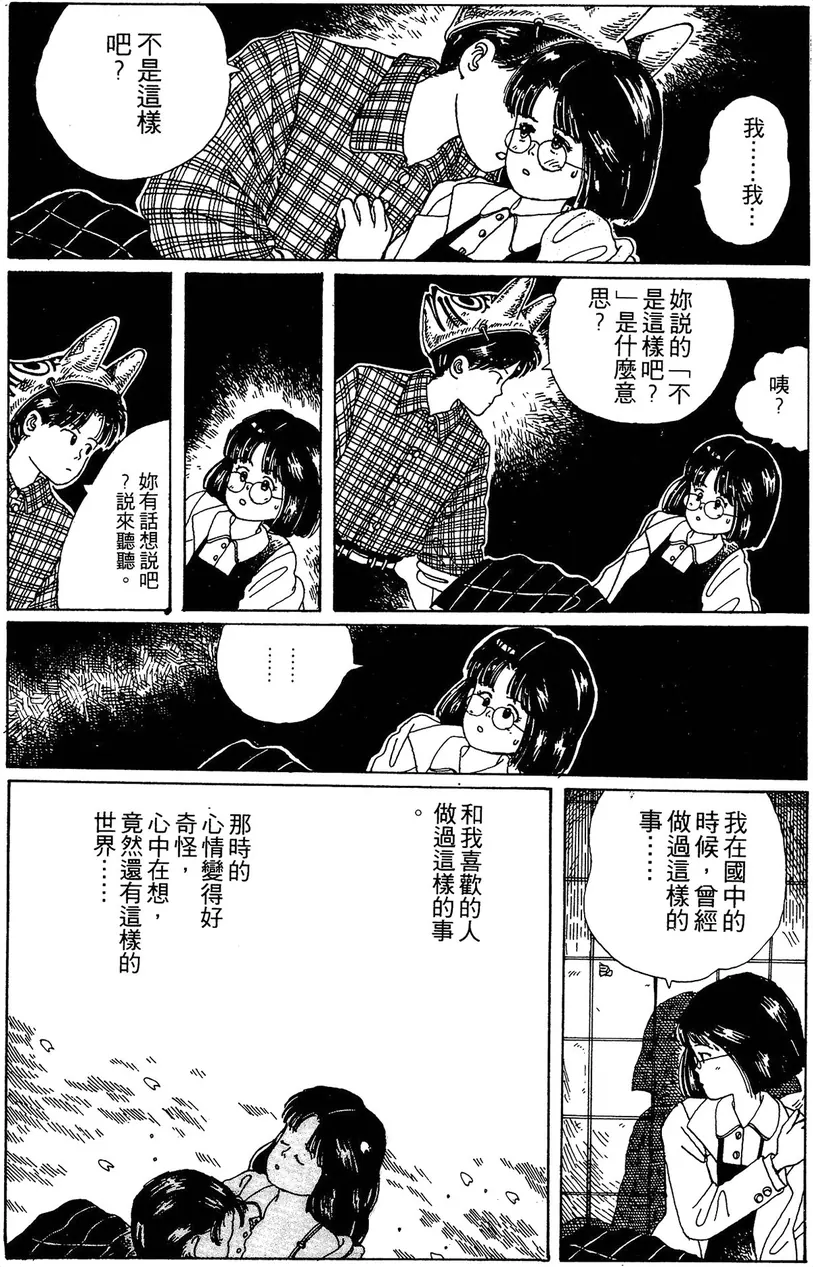 我……我…
不是這樣
吧？
咦？
妳說的「不
是這樣吧？
」是什麼意
思？
妳有話想說吧
？說來聽聽。
……
……
我在國中的
時候，曾經
做過這樣的
事……
和我喜歡的人
做過這樣的事
。
那時的
心情變得好
奇怪，
心中在想，
竟然還有這樣的
世界……